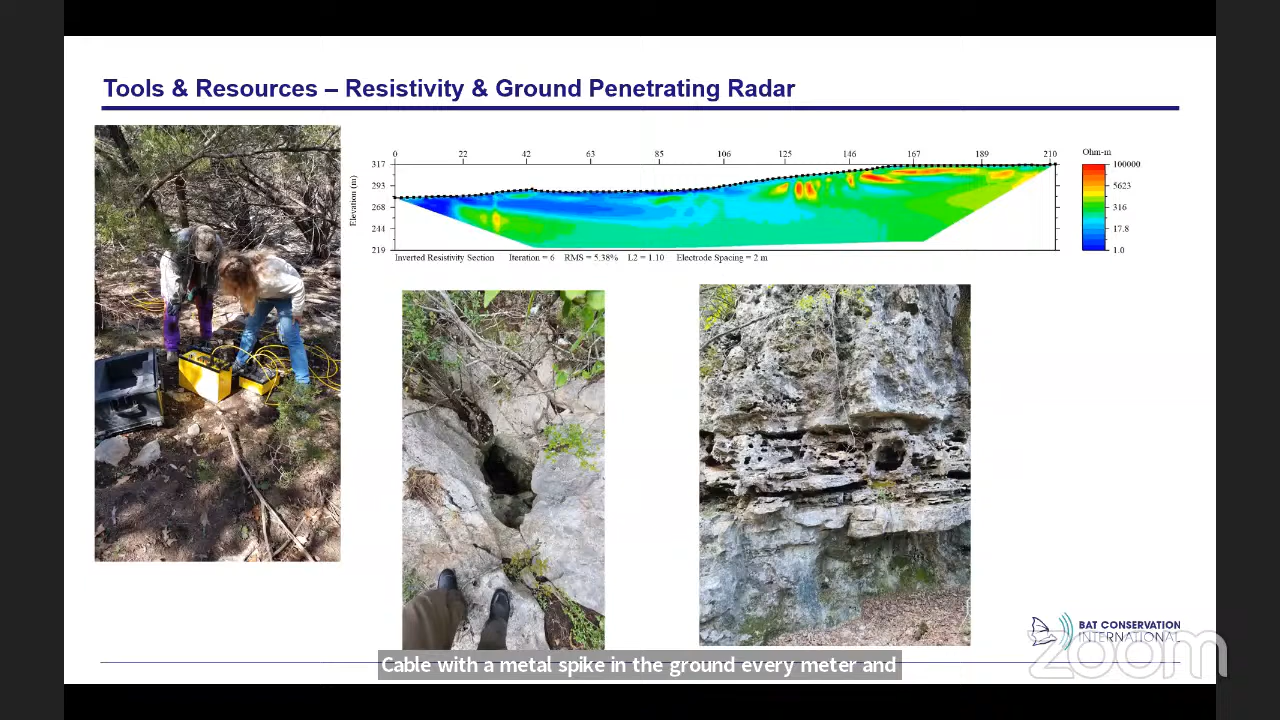 Tools & Resources – Resistivity & Ground Penetrating Radar
0 22 42 63 85 106 125 146 167 189 210
Ohm-m
317
293
268
244
219
Elevation (m)
100000
5623
316
17.8
1.0
Inverted Resistivity Section Iteration = 6 RMS = 5.38% L2 = 1.10 Electrode Spacing = 2 m
BAT CONSERVATION
INTERNATIONAL
zoom
Cable with a metal spike in the ground every meter and